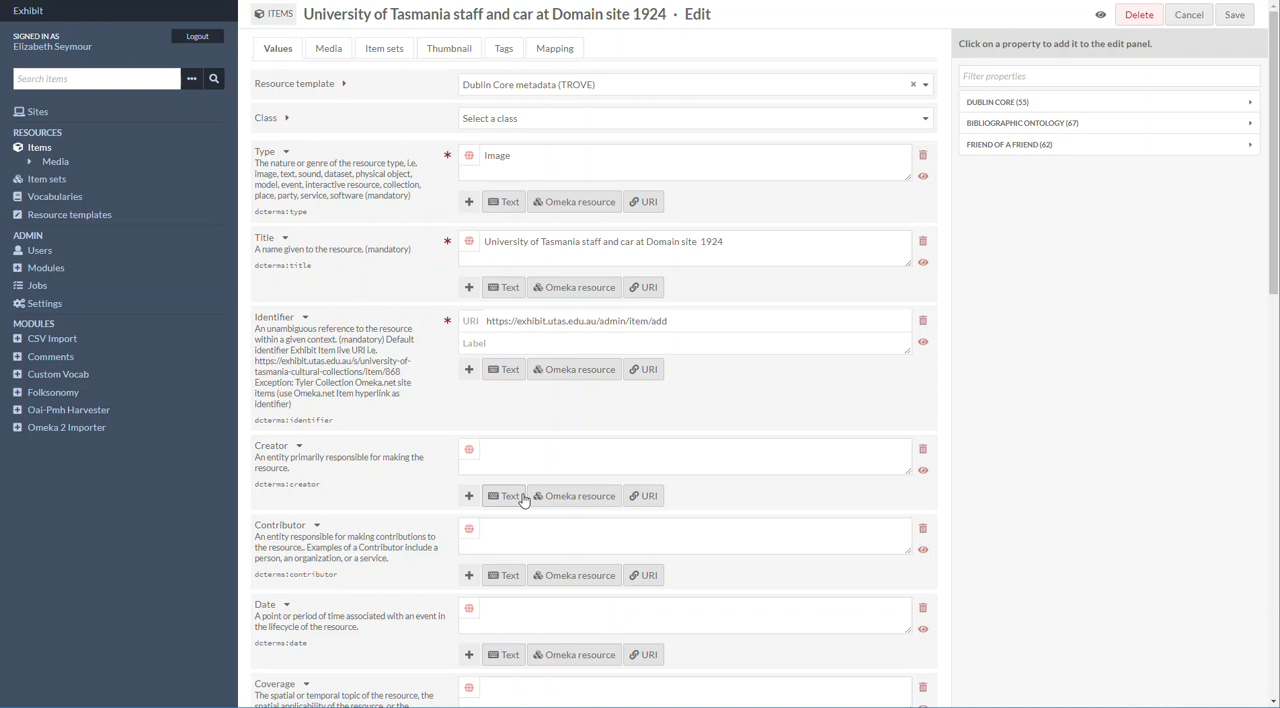 Exhibit
SIGNED IN AS
Elizabeth Seymour
Logout
Search items
Sites
RESOURCES
Items
Media
Item sets
Vocabularies
Resource templates
ADMIN
Users
Modules
Jobs
Settings
MODULES
CSV Import
Comments
Custom Vocab
Folksonomy
Oai-Pmh Harvester
Omeka 2 Importer
ITEMS University of Tasmania staff and car at Domain site 1924 · Edit
Delete Cancel Save
Values Media Item sets Thumbnail Tags Mapping
Resource template
Dublin Core metadata (TROVE)
Class
Select a class
Type
The nature or genre of the resource type, i.e.
image, text, sound, dataset, physical object,
model, event, interactive resource, collection,
place, party, service, software (mandatory)
dcterms:type
* Image
+ Text Omeka resource URI
Title
A name given to the resource. (mandatory)
dcterms:title
* University of Tasmania staff and car at Domain site 1924
+ Text Omeka resource URI
Identifier
An unambiguous reference to the resource
within a given context. (mandatory) Default
identifier Exhibit Item live URI i.e.
https://exhibit.utas.edu.au/s/university-of-
tasmania-cultural-collections/item/868
Exception: Tyler Collection Omeka.net site
items (use Omeka.net Item hyperlink as
identifier)
dcterms:identifier
* URI https://exhibit.utas.edu.au/admin/item/add
Label
+ Text Omeka resource URI
Creator
An entity primarily responsible for making the
resource.
dcterms:creator
+ Text Omeka resource URI
Contributor
An entity responsible for making contributions to
the resource.. Examples of a Contributor include a
person, an organization, or a service.
dcterms:contributor
+ Text Omeka resource URI
Date
A point or period of time associated with an event in
the lifecycle of the resource.
dcterms:date
+ Text Omeka resource URI
Coverage
The spatial or temporal topic of the resource, the
spatial applicability of the resource, or the
Click on a property to add it to the edit panel.
Filter properties
DUBLIN CORE (55)
BIBLIOGRAPHIC ONTOLOGY (67)
FRIEND OF A FRIEND (62)